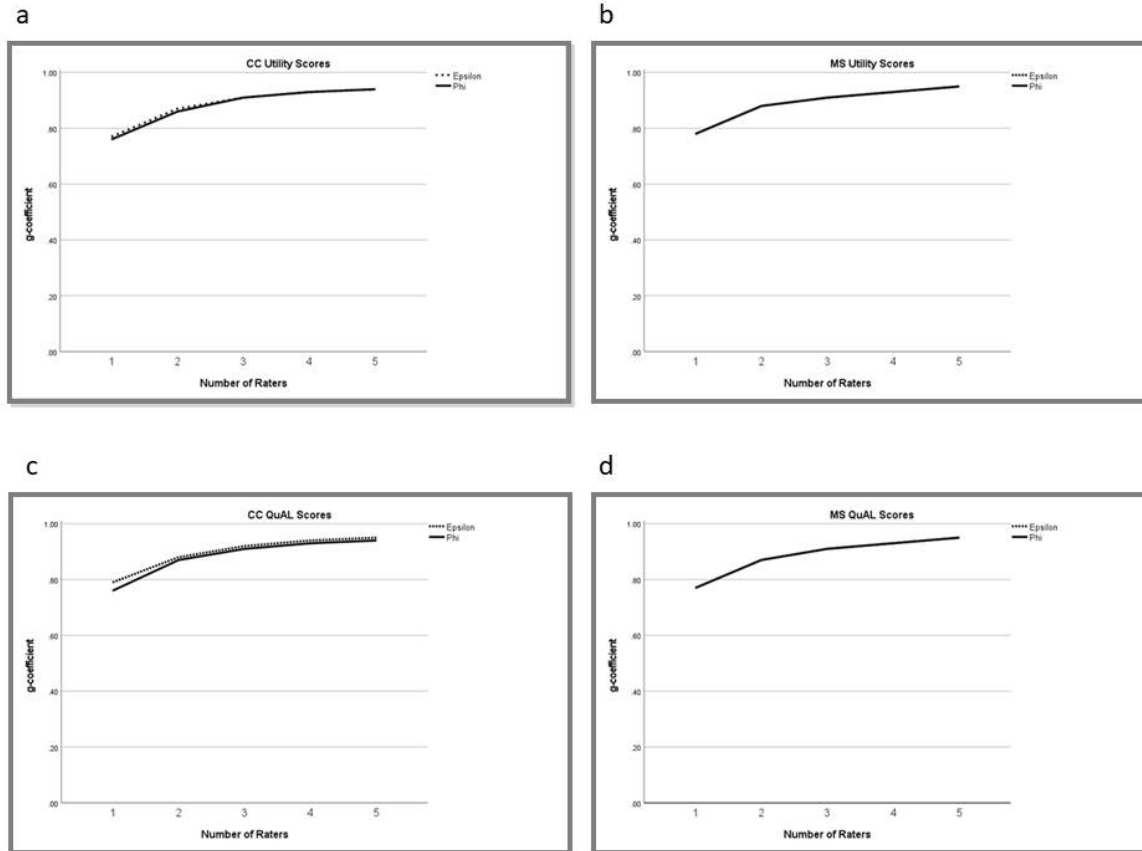 a
CC Utility Scores
Epsilon
Phi
1.00
.80
.60
.40
.20
.00
g-coefficient
1 2 3 4 5
Number of Raters
b
MS Utility Scores
Epsilon
Phi
1.00
.80
.60
.40
.20
.00
g-coefficient
1 2 3 4 5
Number of Raters
c
CC QuAL Scores
Epsilon
Phi
1.00
.80
.60
.40
.20
.00
g-coefficient
1 2 3 4 5
Number of Raters
d
MS QuAL Scores
Epsilon
Phi
1.00
.80
.60
.40
.20
.00
g-coefficient
1 2 3 4 5
Number of Raters